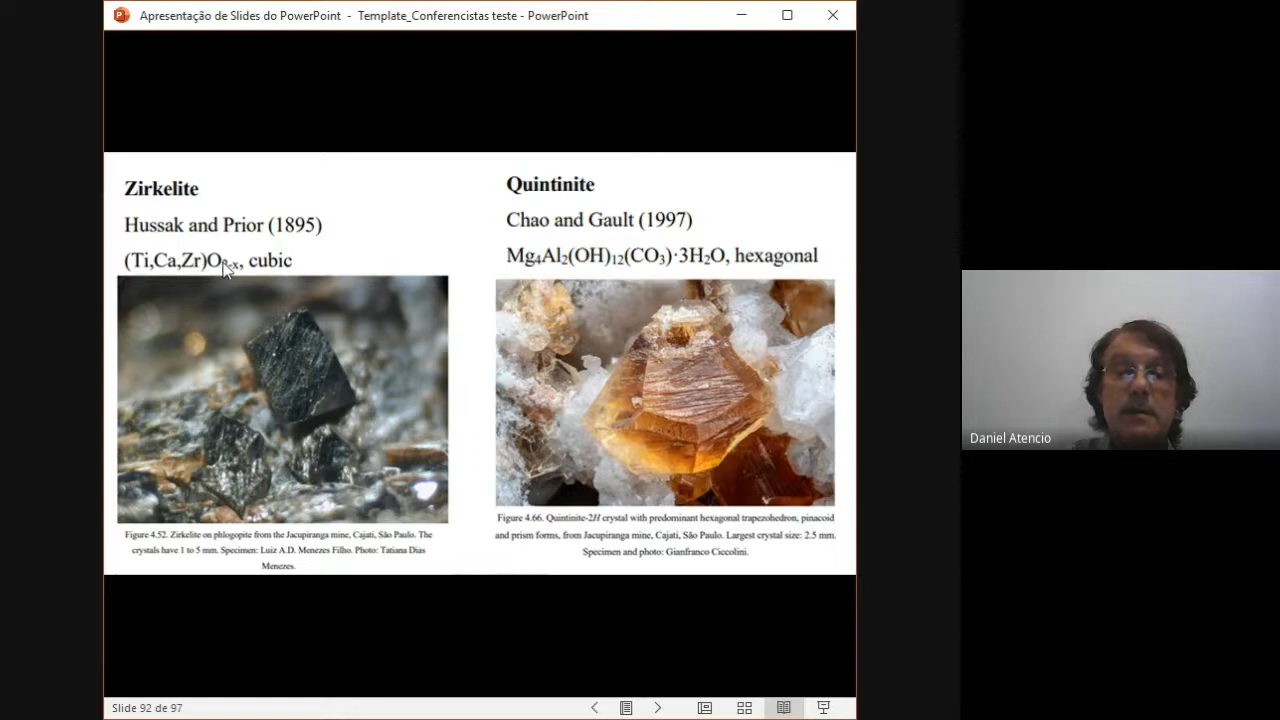 Apresentação de Slides do PowerPoint - Template_Conferencistas teste - PowerPoint
Zirkelite
Hussak and Prior (1895)
(Ti,Ca,Zr)O₂₋ₓ, cubic
Figure 4.52. Zirkelite on phlogopite from the Jacupiranga mine, Cajati, São Paulo. The
crystals have 1 to 5 mm. Specimen: Luiz A.D. Menezes Filho. Photo: Tatiana Dias
Menezes.
Quintinite
Chao and Gault (1997)
Mg₄Al₂(OH)₁₂(CO₃)·3H₂O, hexagonal
Figure 4.66. Quintinite-2H crystal with predominant hexagonal trapezohedron, pinacoid
and prism forms, from Jacupiranga mine, Cajati, São Paulo. Largest crystal size: 2.5 mm.
Specimen and photo: Gianfranco Ciccolini.
Daniel Atencio
Slide 92 de 97